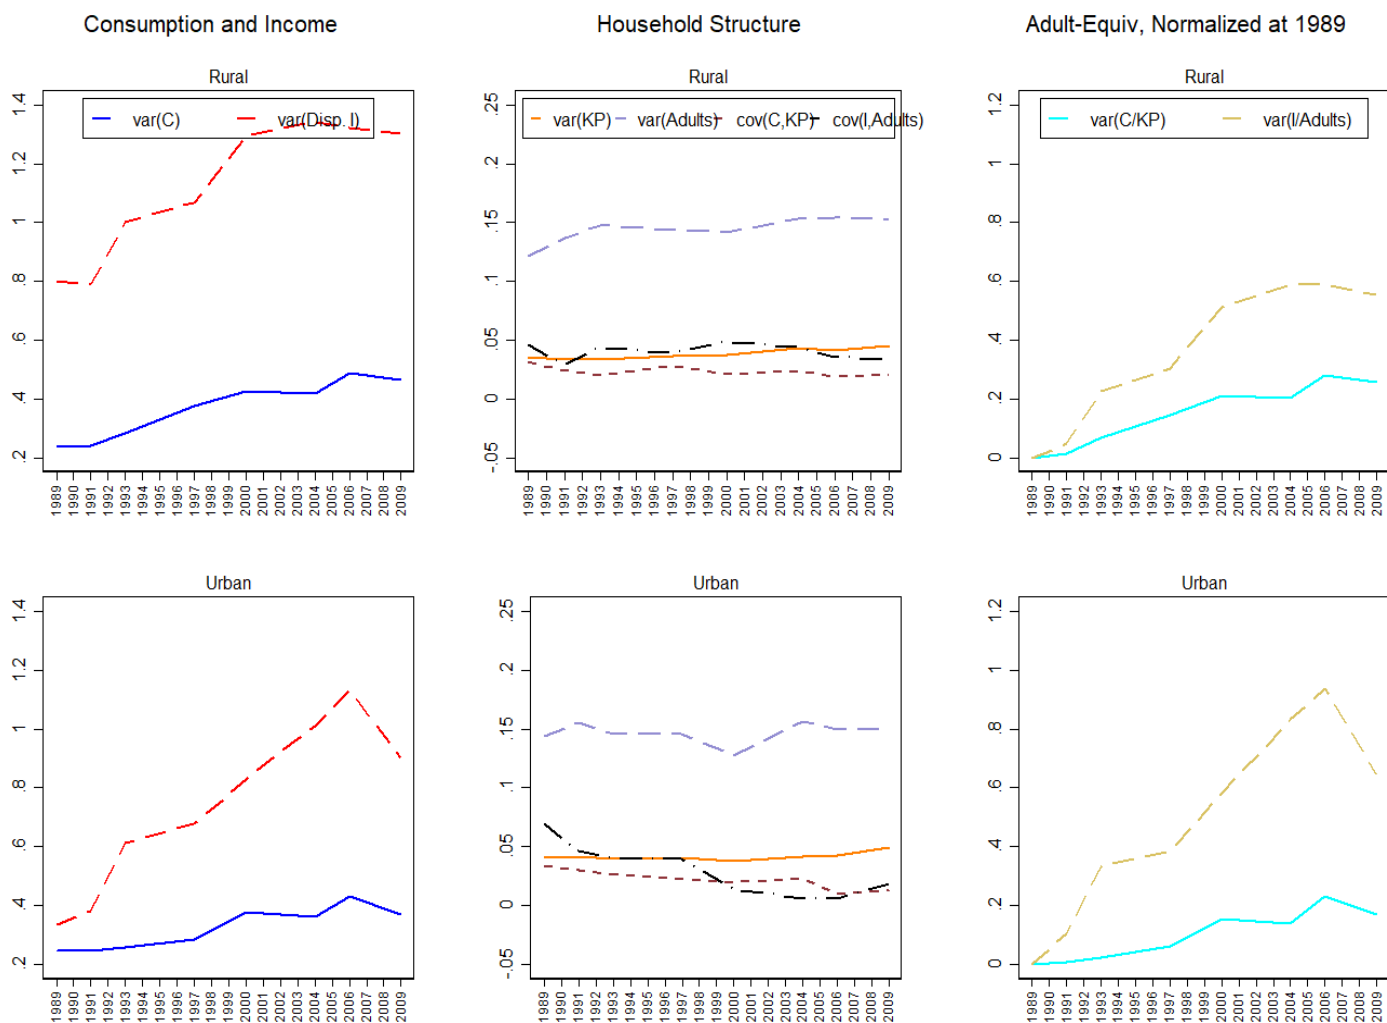 Consumption and Income
Household Structure
Adult-Equiv, Normalized at 1989
Rural
var(C) var(Disp. I)
1.4
1.2
1
.8
.6
.4
.2
1989 1990 1991 1993 1994 1995 1996 1997 1998 1999 2000 2001 2002 2003 2004 2005 2006 2007 2008 2009
Rural
var(KP) var(Adults) cov(C,KP) cov(I,Adults)
.25
.2
.15
.1
.05
0
-.05
1989 1990 1991 1992 1993 1994 1995 1996 1997 1998 1999 2000 2001 2002 2003 2004 2005 2006 2007 2008 2009
Rural
var(C/KP) var(I/Adults)
1.2
1
.8
.6
.4
.2
0
1989 1990 1991 1993 1994 1995 1996 1997 1998 1999 2000 2001 2002 2003 2004 2005 2006 2007 2008 2009
Urban
1.4
1.2
1
.8
.6
.4
.2
1989 1990 1991 1993 1994 1995 1996 1997 1998 1999 2000 2001 2002 2003 2004 2005 2006 2007 2008 2009
Urban
.25
.2
.15
.1
.05
0
-.05
1989 1990 1991 1992 1993 1994 1995 1996 1997 1998 1999 2000 2001 2002 2003 2004 2005 2006 2007 2008 2009
Urban
1.2
1
.8
.6
.4
.2
0
1989 1990 1991 1993 1994 1995 1996 1997 1998 1999 2000 2001 2002 2003 2004 2005 2006 2007 2008 2009